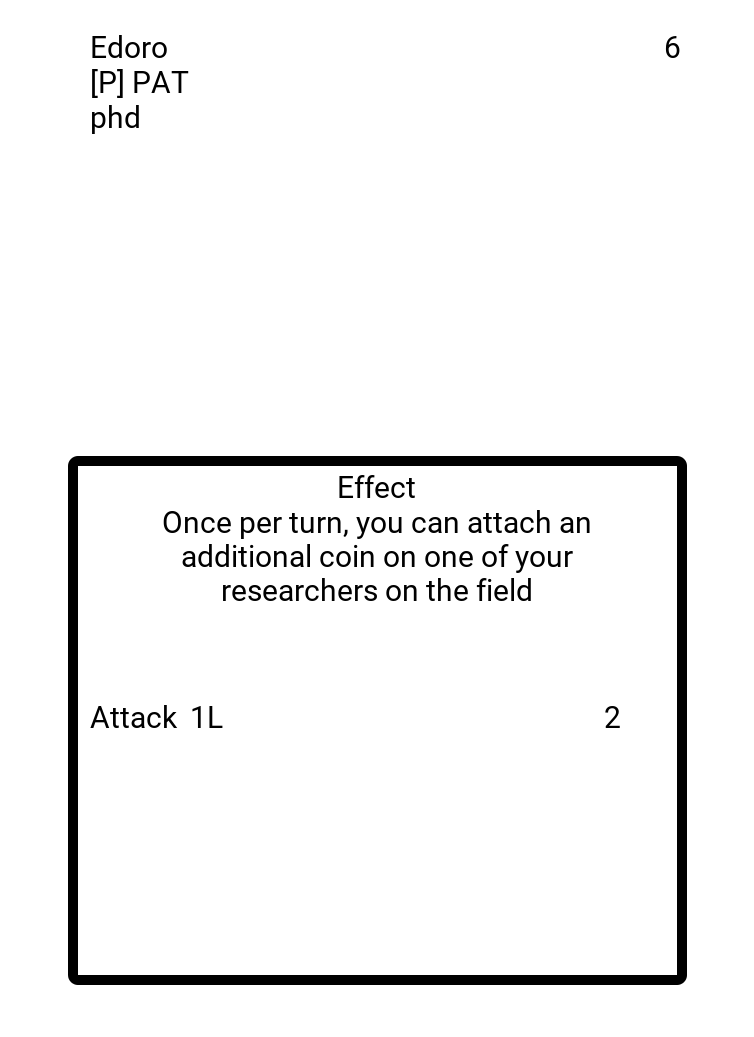 Edoro 6
[P] PAT
phd
Effect
Once per turn, you can attach an
additional coin on one of your
researchers on the field
Attack 1L 2